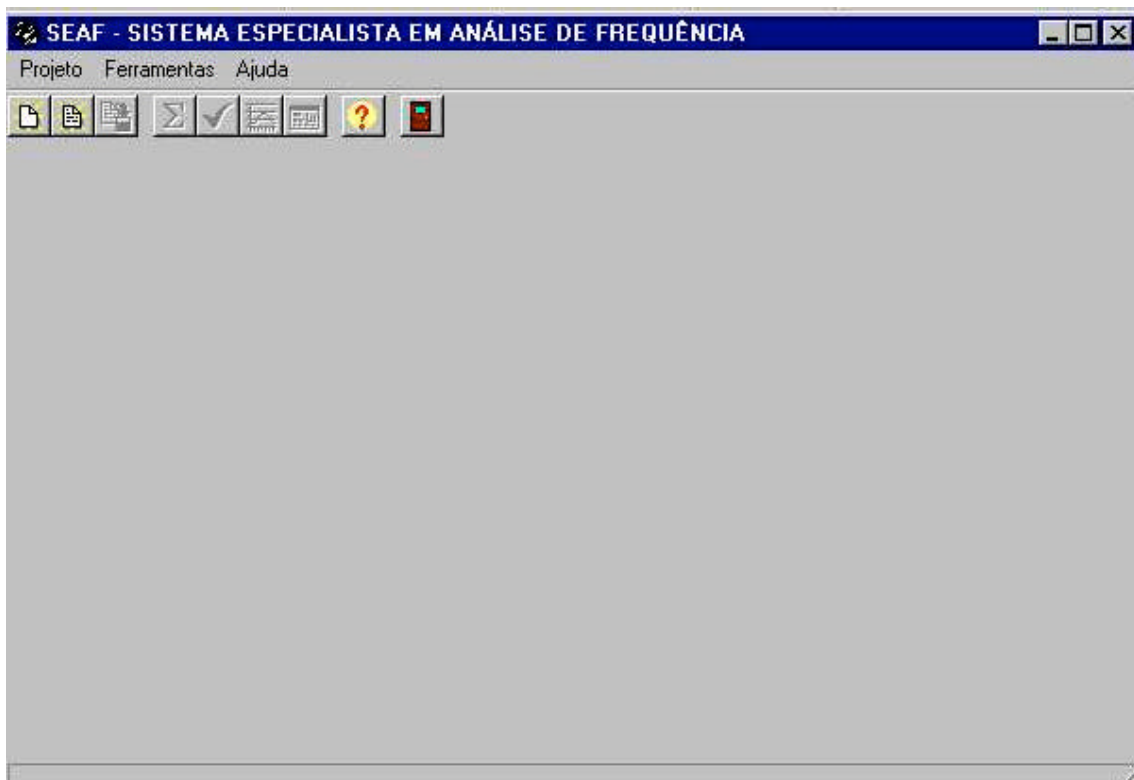 SEAF - SISTEMA ESPECIALISTA EM ANÁLISE DE FREQUÊNCIA
Projeto Ferramentas Ajuda